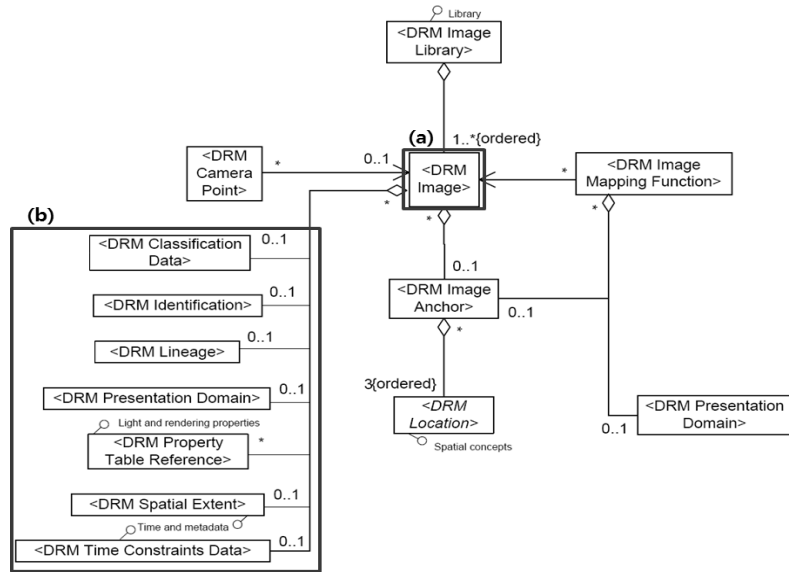 Library
<DRM Image
Library>
(a)
1..*{ordered}
<DRM
Camera
Point>
*
0..1
<DRM
Image>
*
<DRM Image
Mapping Function>
*
*
*
(b)
0..1
<DRM Classification
Data>
0..1
<DRM Identification>
0..1
<DRM Lineage>
0..1
<DRM Presentation Domain>
Light and rendering properties
<DRM Property
Table Reference>
*
<DRM Spatial Extent>
0..1
Time and metadata
<DRM Time Constraints Data>
0..1
0..1
<DRM Image
Anchor>
0..1
*
3{ordered}
<DRM
Location>
Spatial concepts
<DRM Presentation
Domain>
0..1